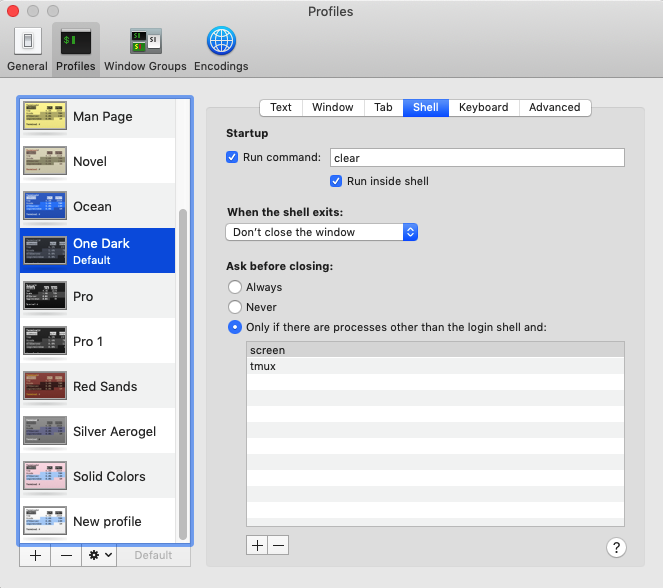 Profiles
General
Profiles
Window Groups
Encodings
Man Page
Novel
Ocean
One Dark
Default
Pro
Pro 1
Red Sands
Silver Aerogel
Solid Colors
New profile
Default
Text
Window
Tab
Shell
Keyboard
Advanced
Startup
Run command:
clear
Run inside shell
When the shell exits:
Don't close the window
Ask before closing:
Always
Never
Only if there are processes other than the login shell and:
screen
tmux
?